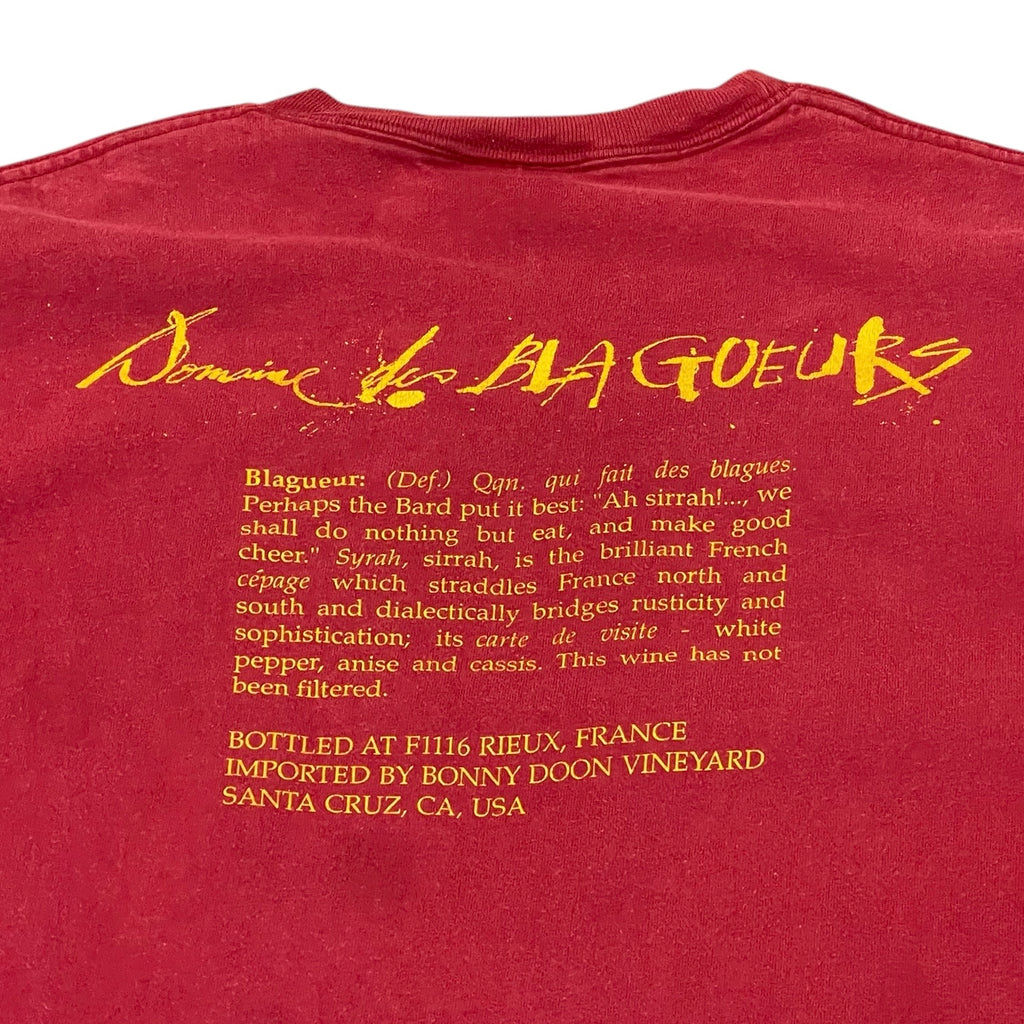 Domaine des BLAGUEURS
Blagueur: (Def.) Qqn. qui fait des blagues.
Perhaps the Bard put it best: "Ah sirrah!..., we
shall do nothing but eat, and make good
cheer." Syrah, sirrah, is the brilliant French
cépage which straddles France north and
south and dialectically bridges rusticity and
sophistication; its carte de visite - white
pepper, anise and cassis. This wine has not
been filtered.
BOTTLED AT F1116 RIEUX, FRANCE
IMPORTED BY BONNY DOON VINEYARD
SANTA CRUZ, CA, USA